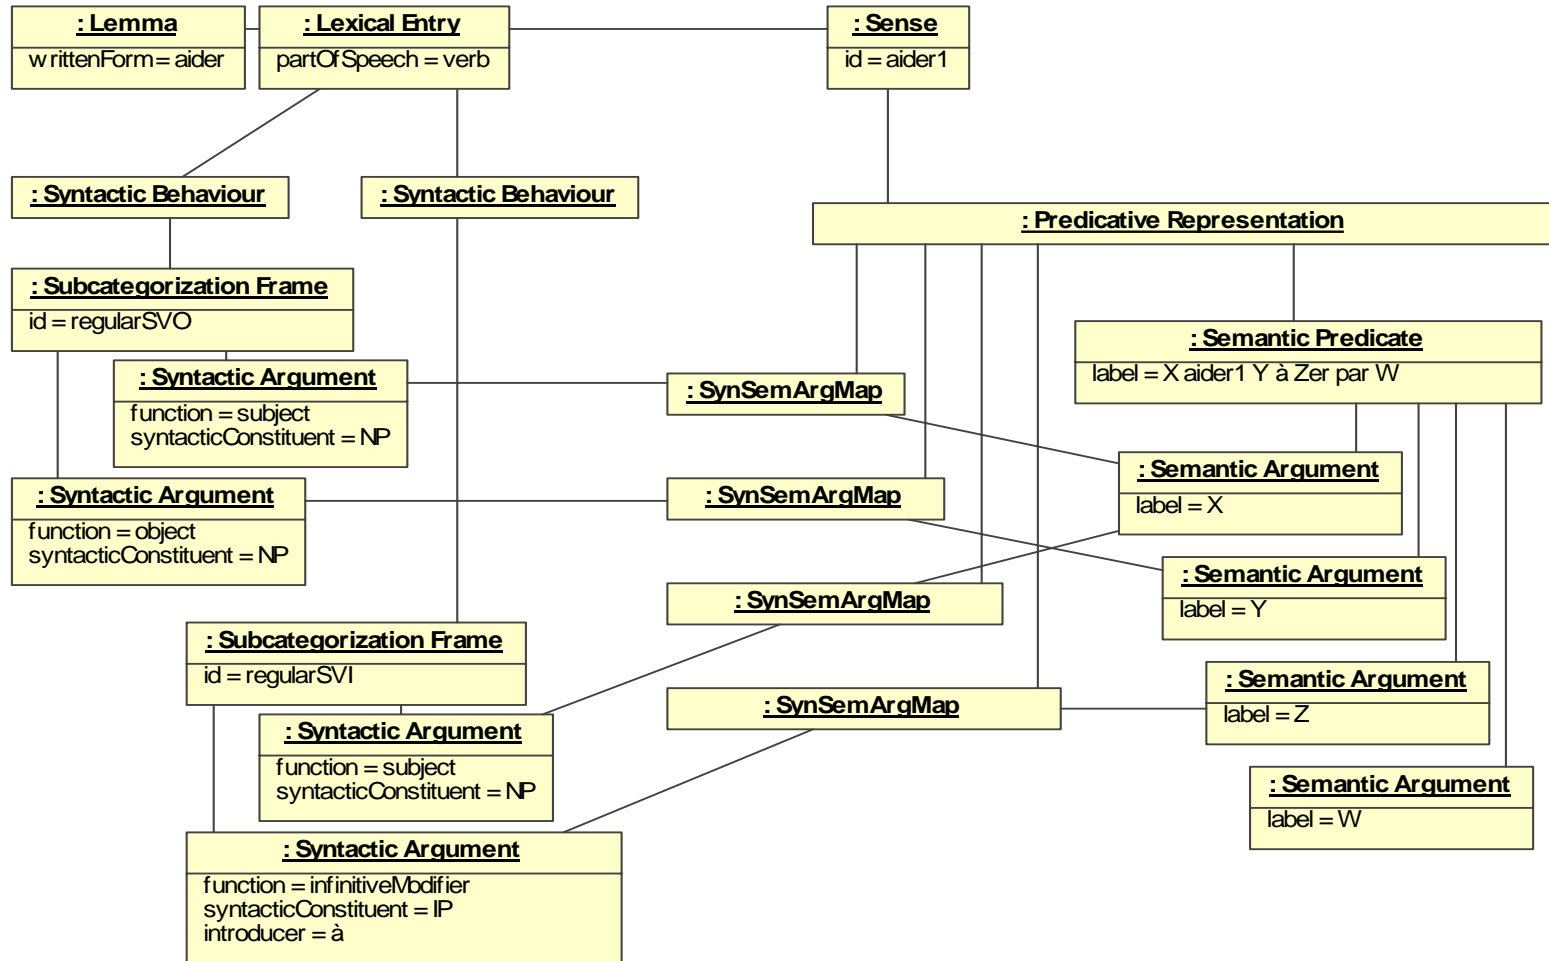 : Lemma
writtenForm = aider
: Lexical Entry
partOfSpeech = verb
: Sense
id = aider1
: Syntactic Behaviour
: Syntactic Behaviour
: Predicative Representation
: Subcategorization Frame
id = regularSVO
: Semantic Predicate
label = X aider1 Y à Zer par W
: Syntactic Argument
function = subject
syntacticConstituent = NP
: SynSemArgMap
: Semantic Argument
label = X
: Syntactic Argument
function = object
syntacticConstituent = NP
: SynSemArgMap
: Semantic Argument
label = Y
: SynSemArgMap
: Subcategorization Frame
id = regularSVI
: Semantic Argument
label = Z
: SynSemArgMap
: Syntactic Argument
function = subject
syntacticConstituent = NP
: Semantic Argument
label = W
: Syntactic Argument
function = infinitiveModifier
syntacticConstituent = IP
introducer = à